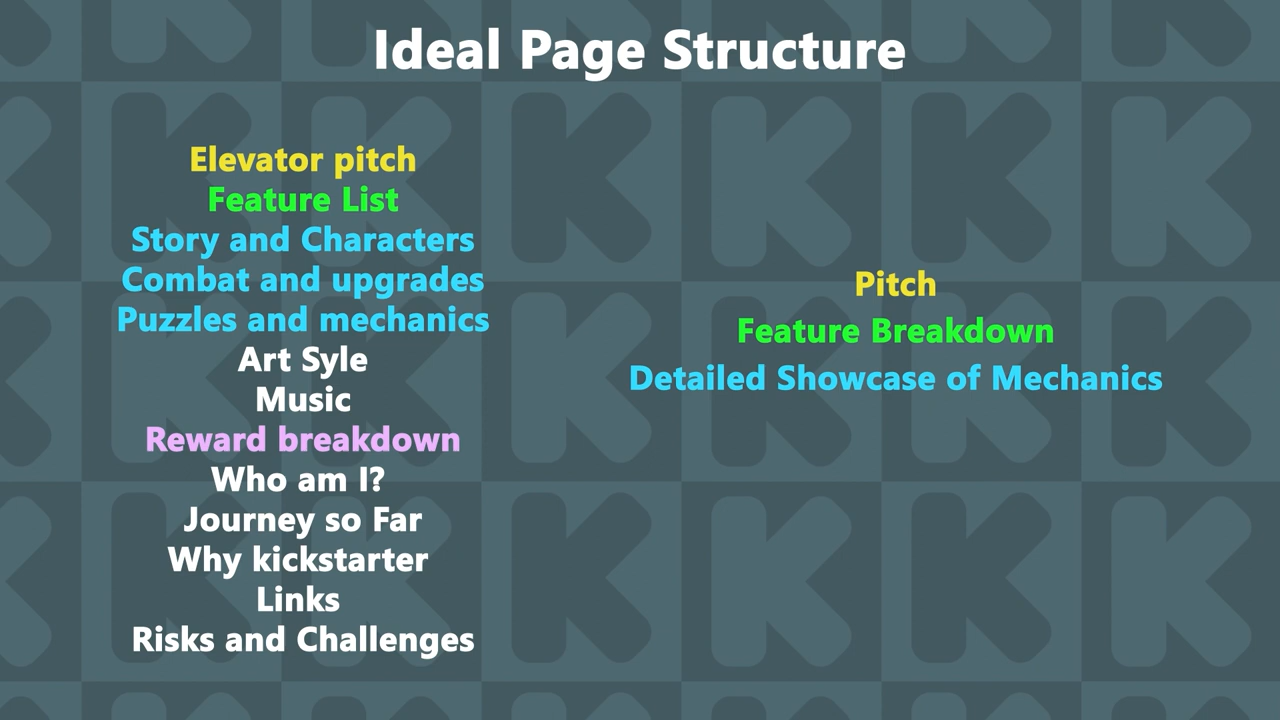 Ideal Page Structure
Elevator pitch
Feature List
Story and Characters
Combat and upgrades
Puzzles and mechanics
Art Syle
Music
Reward breakdown
Who am I?
Journey so Far
Why kickstarter
Links
Risks and Challenges
Pitch
Feature Breakdown
Detailed Showcase of Mechanics